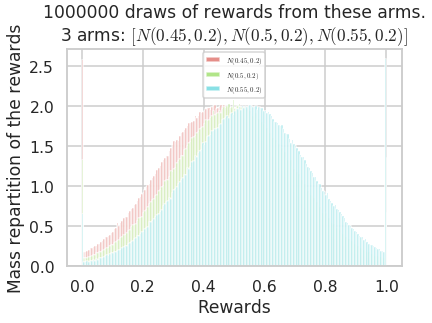 1000000 draws of rewards from these arms.
3 arms: [N(0.45, 0.2), N(0.5, 0.2), N(0.55, 0.2)]
N(0.45, 0.2)
N(0.5, 0.2)
N(0.55, 0.2)
Mass repartition of the rewards
2.5
2.0
1.5
1.0
0.5
0.0
0.0 0.2 0.4 0.6 0.8 1.0
Rewards